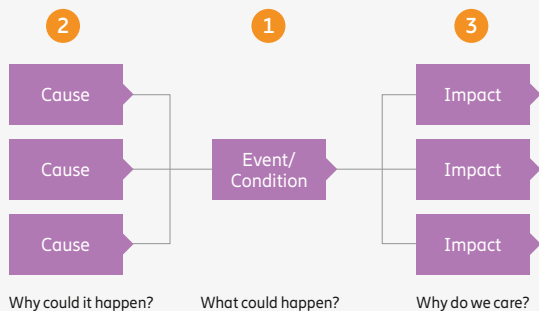 2 1 3
Cause Impact
Cause Event/ Impact
Condition
Cause Impact
Why could it happen? What could happen? Why do we care?